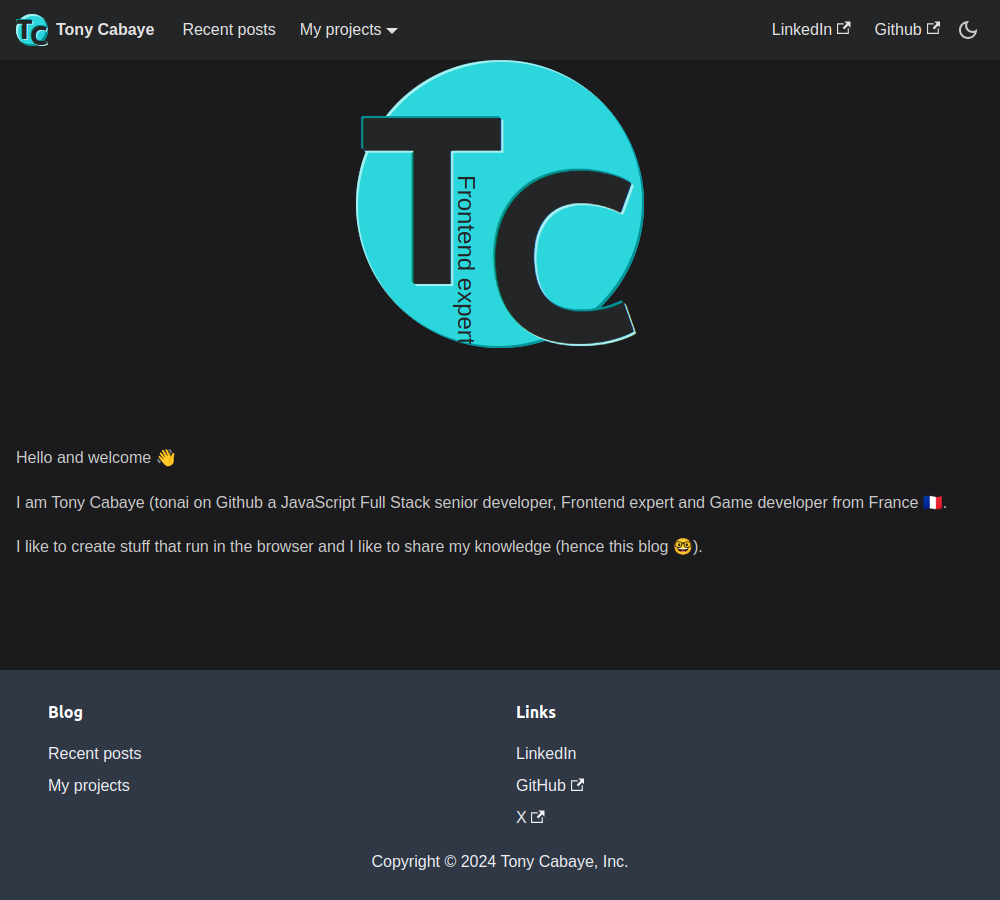 TC Tony Cabaye Recent posts My projects LinkedIn Github
TC
Frontend expert
Hello and welcome 👋
I am Tony Cabaye (tonai on Github a JavaScript Full Stack senior developer, Frontend expert and Game developer from France 🇫🇷.
I like to create stuff that run in the browser and I like to share my knowledge (hence this blog 🤓).
Blog Links
Recent posts LinkedIn
My projects GitHub
X
Copyright © 2024 Tony Cabaye, Inc.